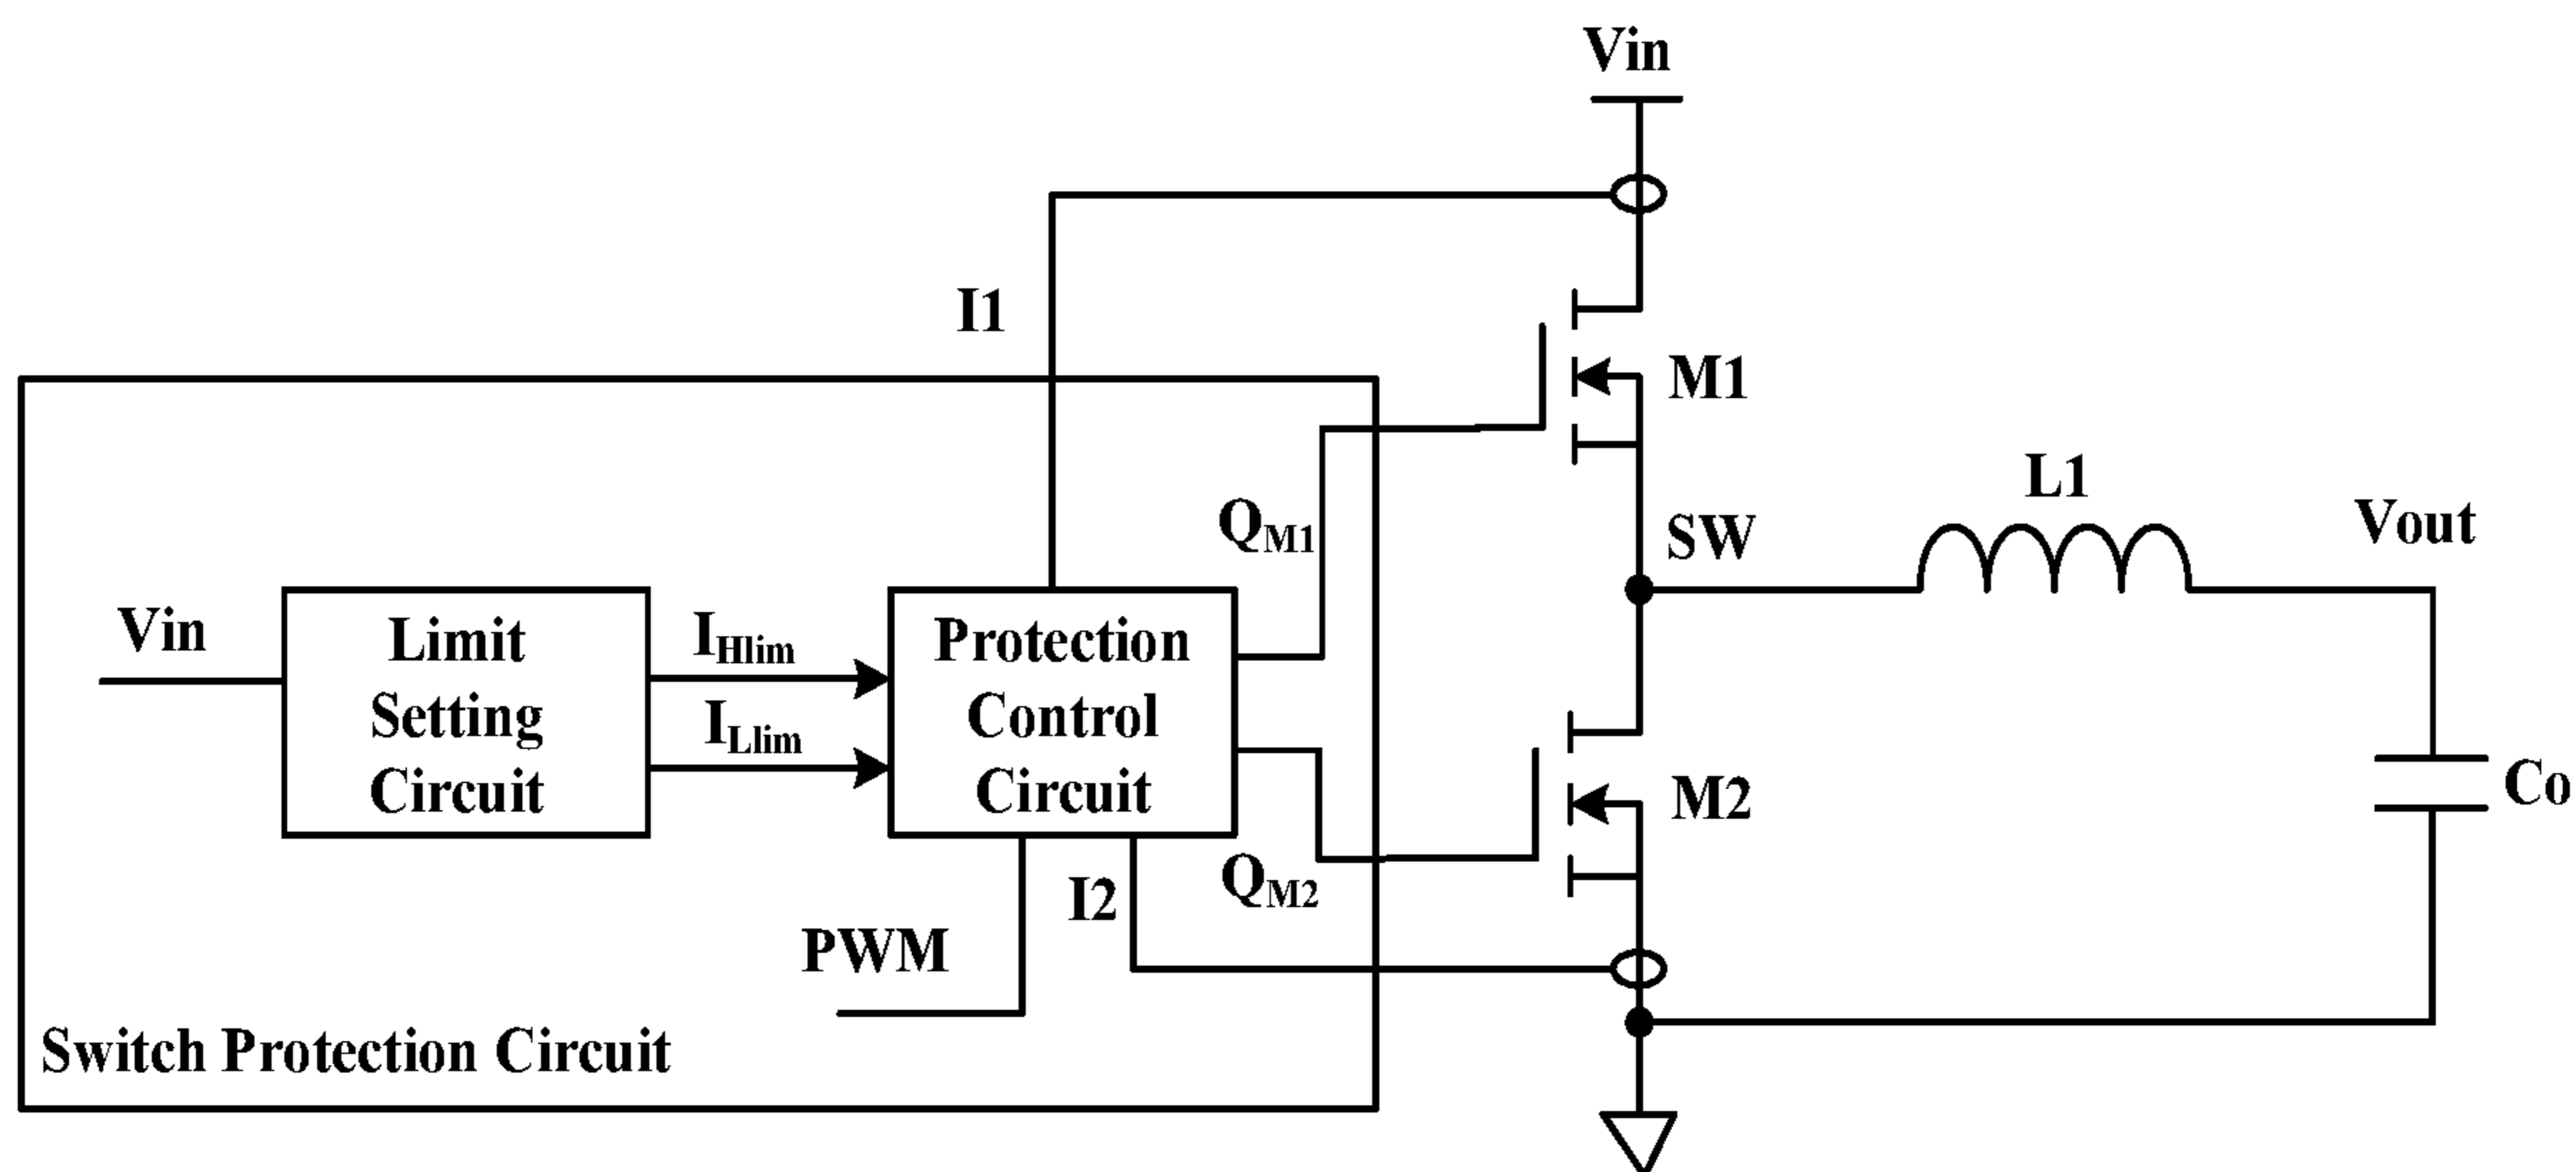 Vin
I1
M1
L1
Vout
SW
QM1
Vin
Limit
Setting
Circuit
IHlim
ILlim
Protection
Control
Circuit
M2
Co
QM2
I2
PWM
Switch Protection Circuit